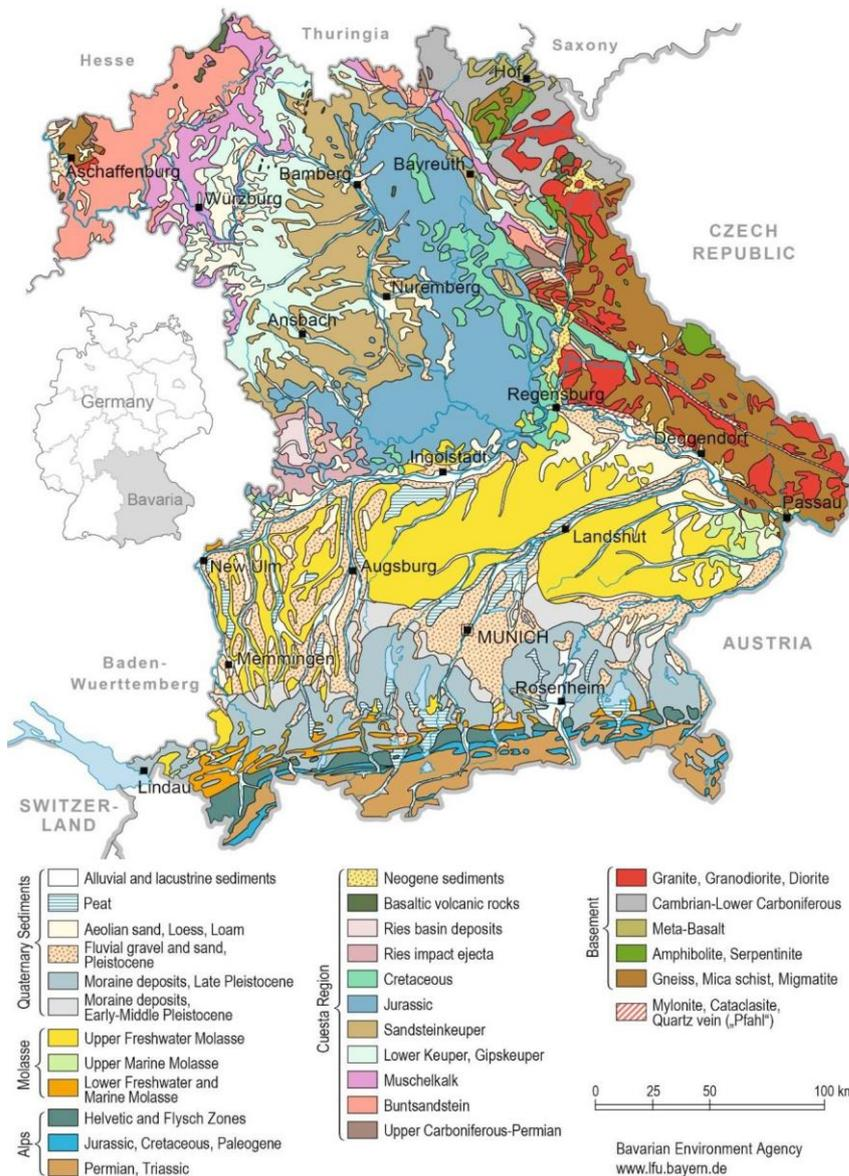 Thuringia
Saxony
Hesse
Hof
Aschaffenburg
Bayreuth
Bamberg
Würzburg
CZECH
REPUBLIC
Nuremberg
Ansbach
Germany
Bavaria
Regensburg
Deggendorf
Ingolstadt
Passau
Landshut
New Ulm
Augsburg
MUNICH
AUSTRIA
Memmingen
Baden-
Wuerttemberg
Rosenheim
Lindau
SWITZER-
LAND
Quaternary Sediments
Alluvial and lacustrine sediments
Peat
Aeolian sand, Loess, Loam
Fluvial gravel and sand,
Pleistocene
Moraine deposits, Late Pleistocene
Moraine deposits,
Early-Middle Pleistocene
Molasse
Upper Freshwater Molasse
Upper Marine Molasse
Lower Freshwater and
Marine Molasse
Alps
Helvetic and Flysch Zones
Jurassic, Cretaceous, Paleogene
Permian, Triassic
Cuesta Region
Neogene sediments
Basaltic volcanic rocks
Ries basin deposits
Ries impact ejecta
Cretaceous
Jurassic
Sandsteinkeuper
Lower Keuper, Gipskeuper
Muschelkalk
Buntsandstein
Upper Carboniferous-Permian
Basement
Granite, Granodiorite, Diorite
Cambrian-Lower Carboniferous
Meta-Basalt
Amphibolite, Serpentinite
Gneiss, Mica schist, Migmatite
Mylonite, Cataclasite,
Quartz vein („Pfahl“)
0 25 50 100 km
Bavarian Environment Agency
www.lfu.bayern.de